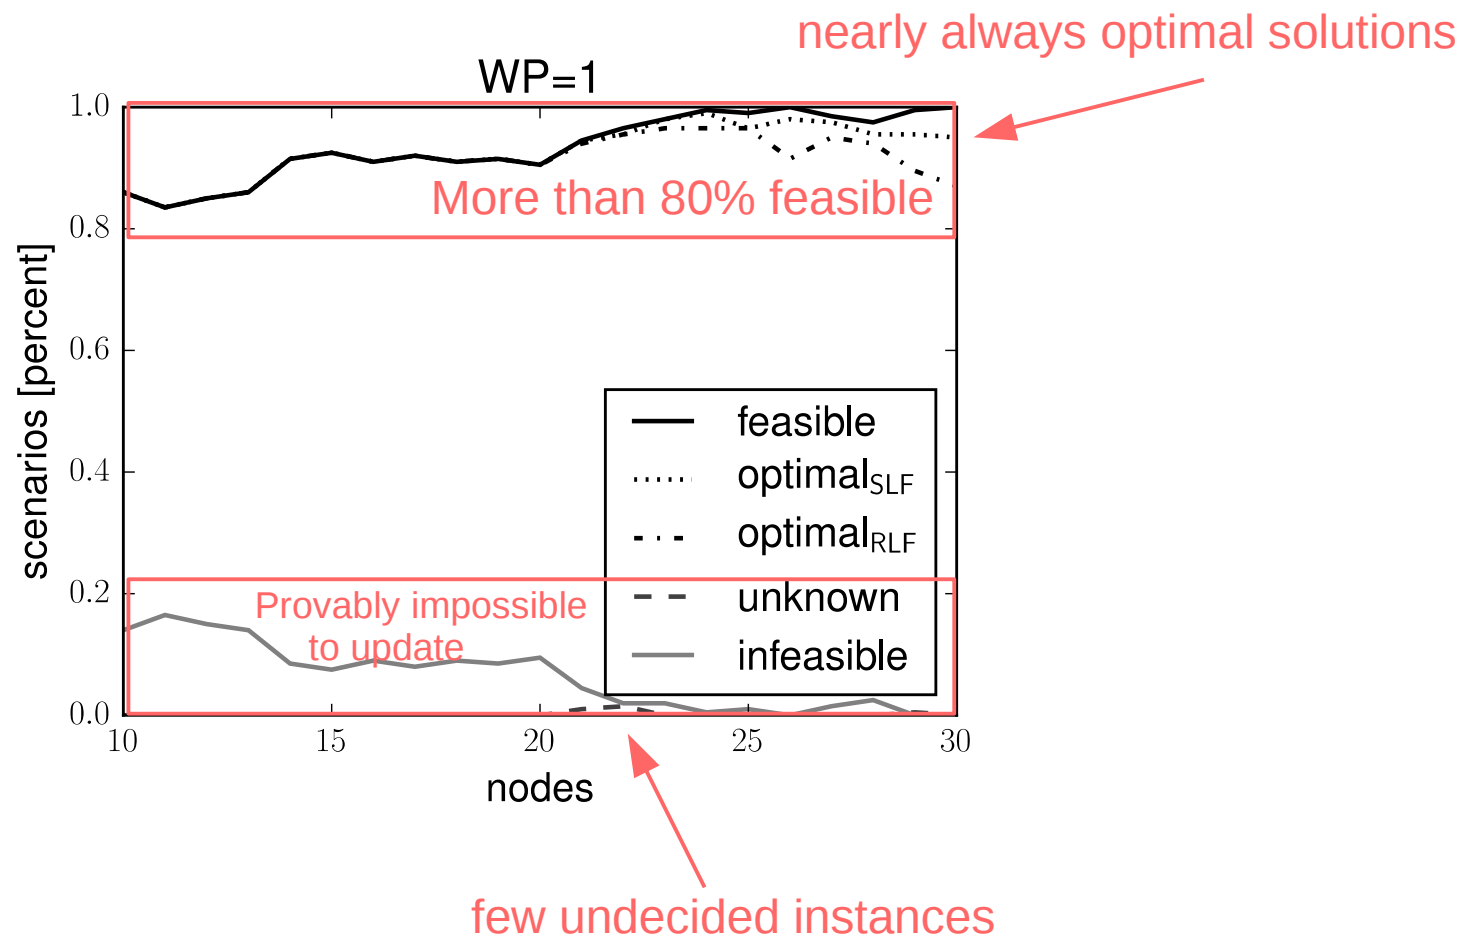 nearly always optimal solutions
WP=1
1.0
More than 80% feasible
0.8
scenarios [percent]
0.6
0.4
feasible
optimalSLF
optimalRLF
unknown
infeasible
0.2
Provably impossible
to update
0.0
10
15
20
25
30
nodes
few undecided instances